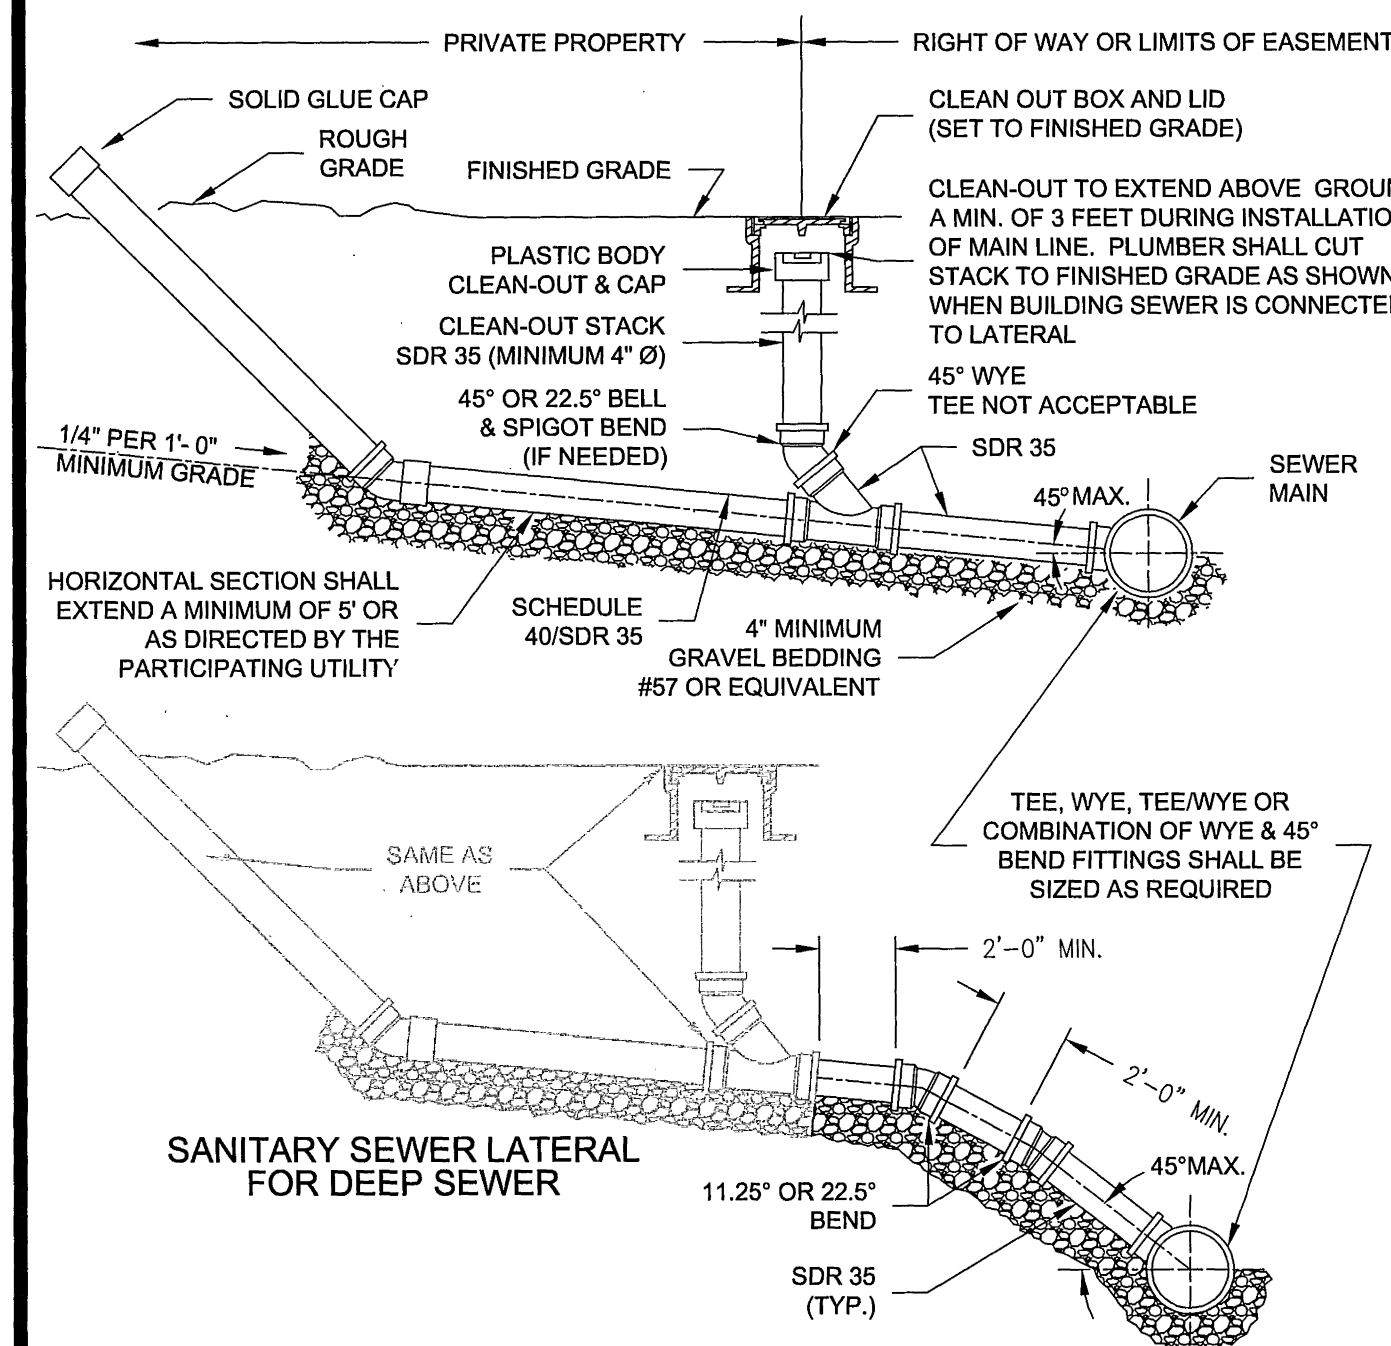 PRIVATE PROPERTY
RIGHT OF WAY OR LIMITS OF EASEMENT
SOLID GLUE CAP
ROUGH
GRADE
FINISHED GRADE
CLEAN OUT BOX AND LID
(SET TO FINISHED GRADE)
CLEAN-OUT TO EXTEND ABOVE GROUN
A MIN. OF 3 FEET DURING INSTALLATIO
OF MAIN LINE. PLUMBER SHALL CUT
STACK TO FINISHED GRADE AS SHOWN
WHEN BUILDING SEWER IS CONNECTE
TO LATERAL
PLASTIC BODY
CLEAN-OUT & CAP
CLEAN-OUT STACK
SDR 35 (MINIMUM 4" Ø)
45° OR 22.5° BELL
& SPIGOT BEND
(IF NEEDED)
45° WYE
TEE NOT ACCEPTABLE
SDR 35
1/4" PER 1'- 0"
MINIMUM GRADE
45° MAX.
SEWER
MAIN
HORIZONTAL SECTION SHALL
EXTEND A MINIMUM OF 5' OR
AS DIRECTED BY THE
PARTICIPATING UTILITY
SCHEDULE
40/SDR 35
4" MINIMUM
GRAVEL BEDDING
#57 OR EQUIVALENT
TEE, WYE, TEE/WYE OR
COMBINATION OF WYE & 45°
BEND FITTINGS SHALL BE
SIZED AS REQUIRED
SAME AS
ABOVE
2'-0" MIN.
2'-0" MIN.
SANITARY SEWER LATERAL
FOR DEEP SEWER
11.25° OR 22.5°
BEND
45°MAX.
SDR 35
(TYP.)